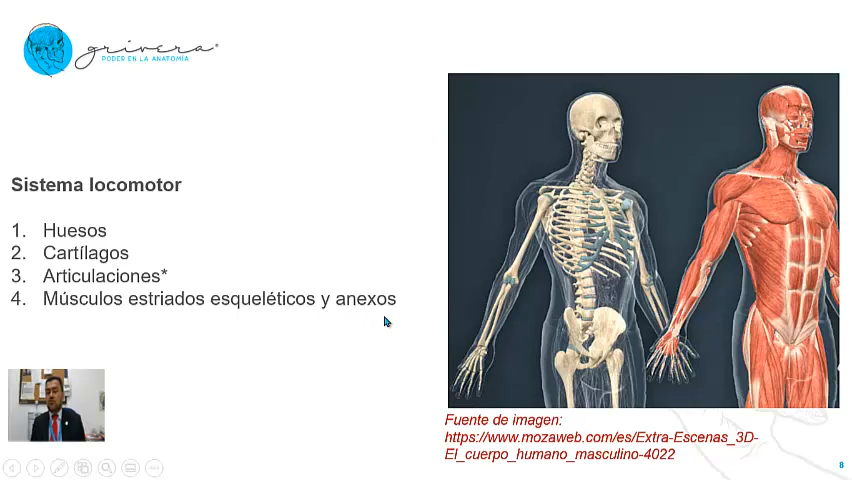 grivera
PODER EN LA ANATOMÍA
Sistema locomotor
1. Huesos
2. Cartílagos
3. Articulaciones*
4. Músculos estriados esqueléticos y anexos
Fuente de imagen:
https://www.mozaweb.com/es/Extra-Escenas_3D-
El_cuerpo_humano_masculino-4022
8